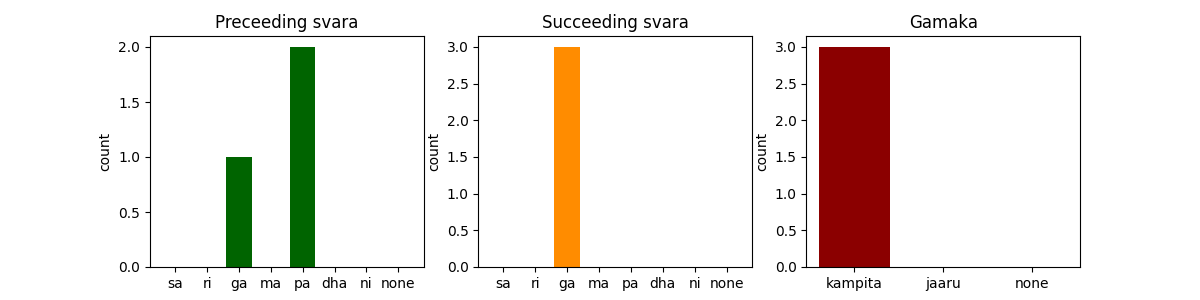 Preceeding svara
count
2.0
1.5
1.0
0.5
0.0
sa ri ga ma pa dha ni none
Succeeding svara
count
3.0
2.5
2.0
1.5
1.0
0.5
0.0
sa ri ga ma pa dha ni none
Gamaka
count
3.0
2.5
2.0
1.5
1.0
0.5
0.0
kampita jaaru none